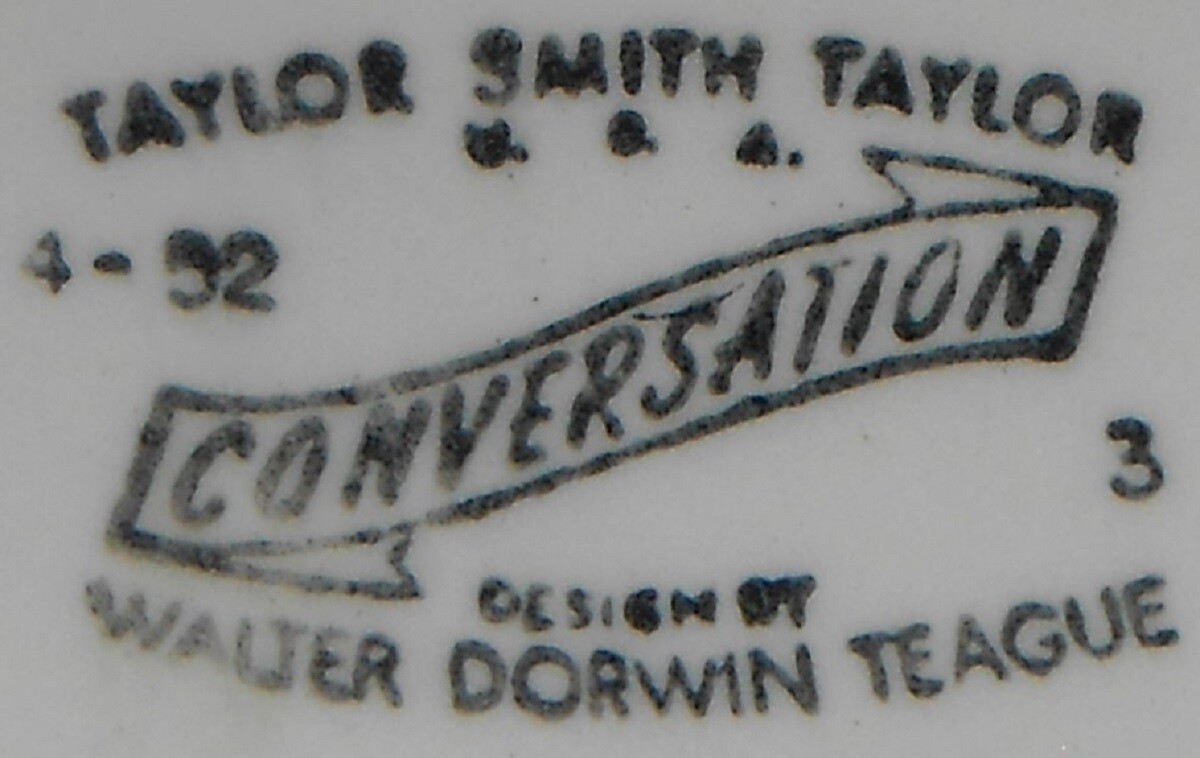 TAYLOR SMITH TAYLOR
U. S. A.
4 - 52
CONVERSATION
3
DESIGN BY
WALTER DORWIN TEAGUE